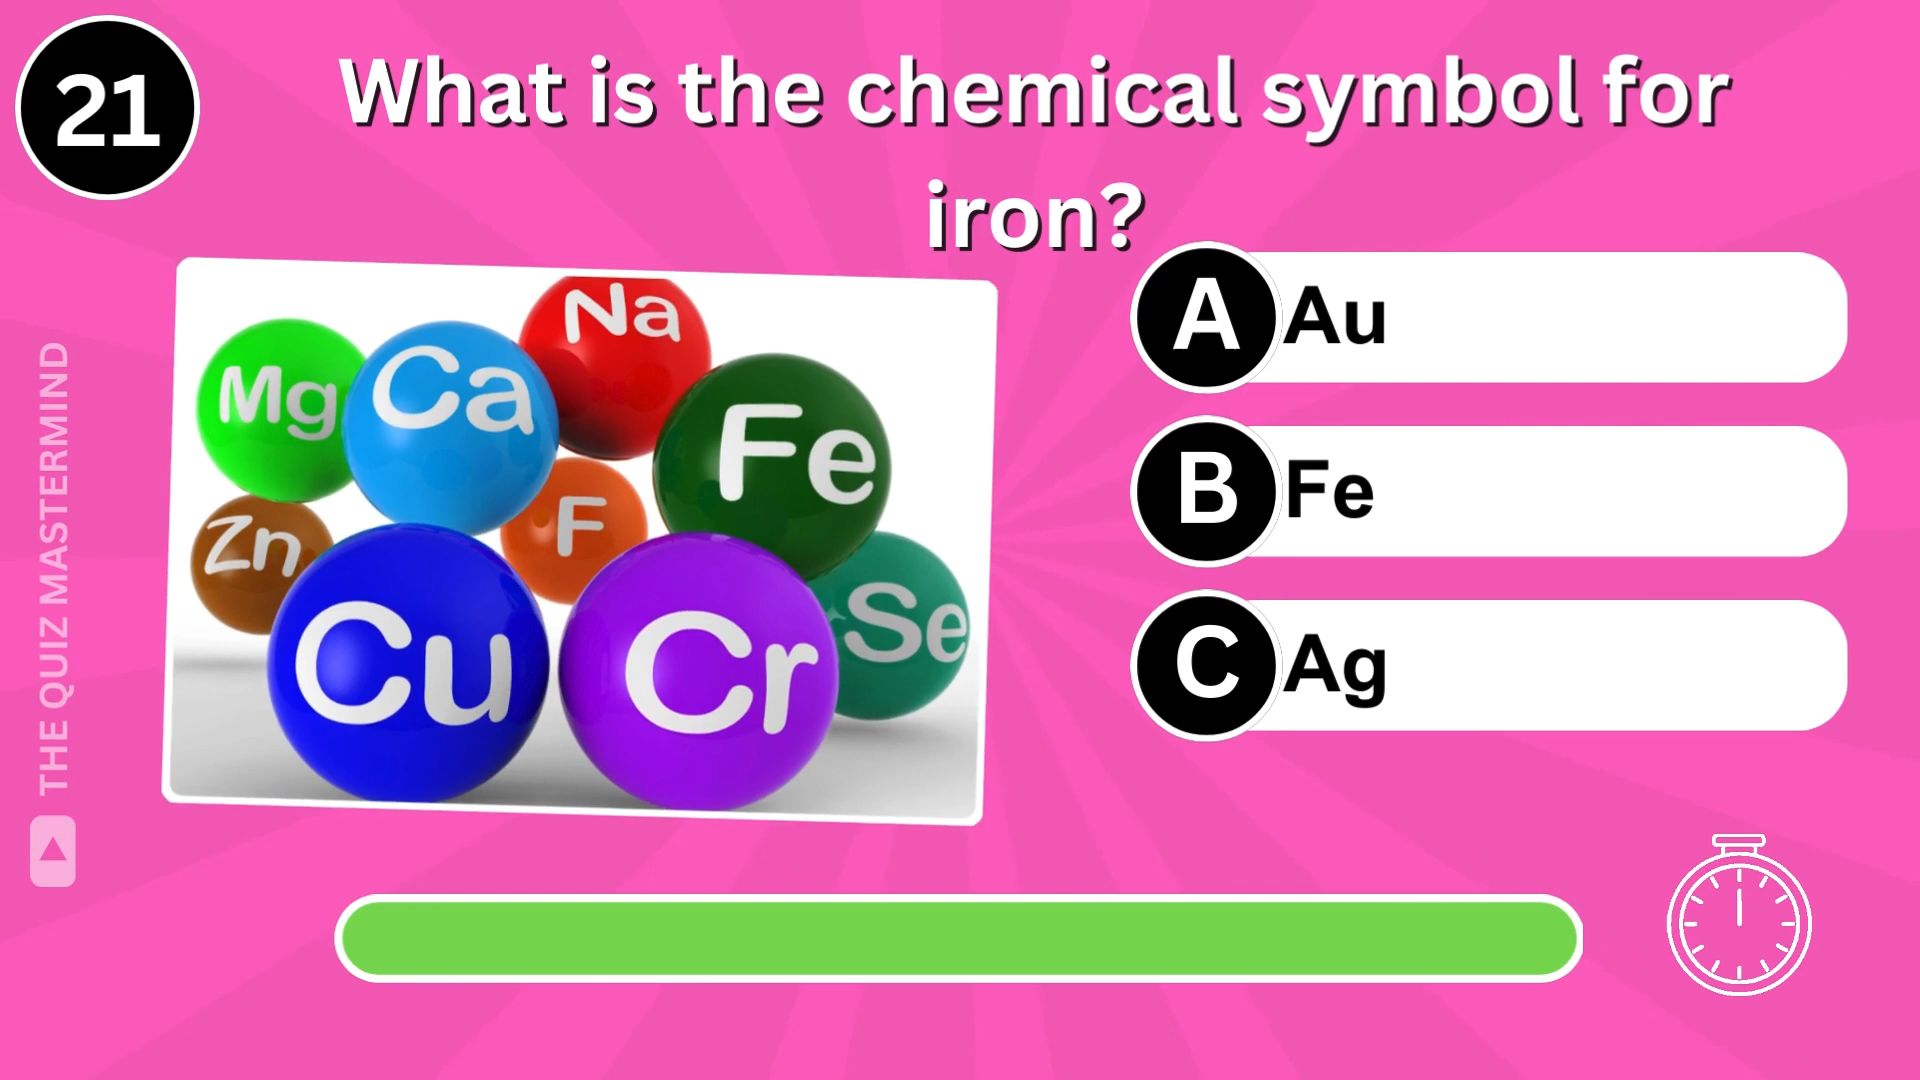 21
What is the chemical symbol for
iron?
Mg
Ca
Na
Fe
Zn
F
Se
Cu
Cr
A Au
B Fe
C Ag
THE QUIZ MASTERMIND